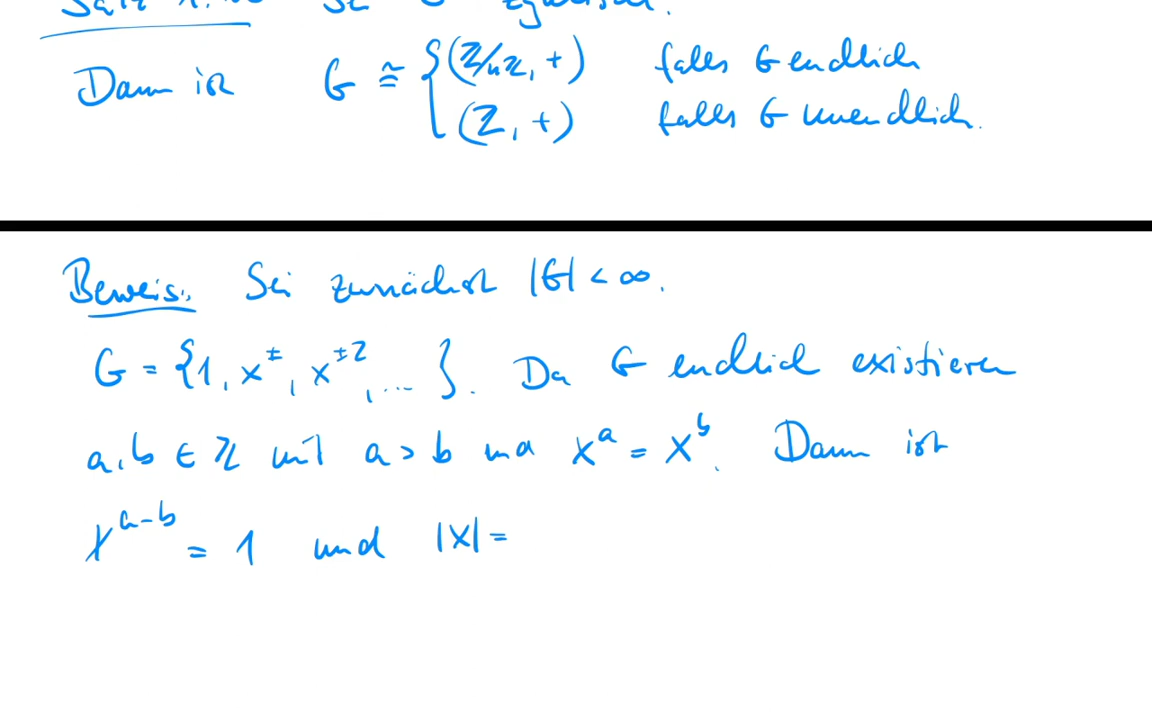 Dann ist G ≅ { (Z/nZ, +) falls G endlich
(Z, +) falls G unendlich.
Beweis. Sei zunächst |G| < ∞.
G = {1, x^±, x^±2, ... }. Da G endlich existieren
a, b ∈ Z mit a > b und x^a = x^b. Dann ist
x^a-b = 1 und |x| =